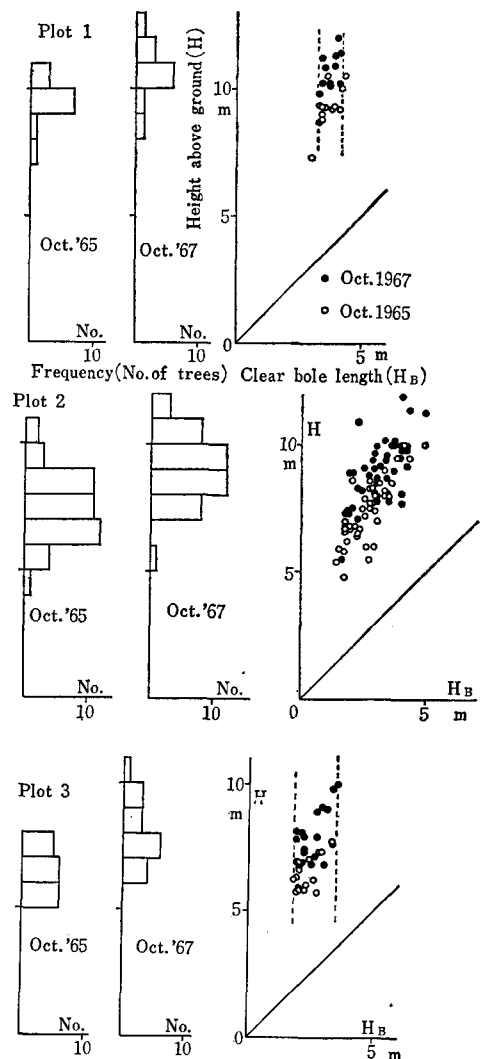 Plot 1
Height above ground (H)
10
m
5
0
Oct.'65
Oct.'67
● Oct.1967
○ Oct.1965
No.
10
No.
10
5
m
Frequency (No. of trees) Clear bole length (HB)
Plot 2
H
10
m
5
0
Oct.'65
Oct.'67
No.
10
No.
10
HB
5
m
Plot 3
10
m
H
5
0
Oct.'65
Oct.'67
No.
10
No.
10
HB
5
m